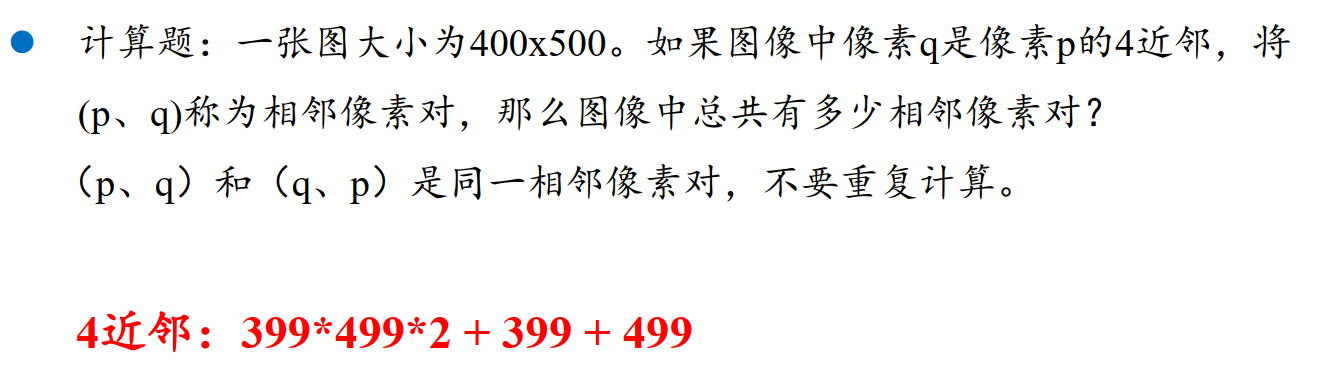 计算题：一张图大小为400x500。如果图像中像素q是像素p的4近邻，将
(p、q)称为相邻像素对，那么图像中总共有多少相邻像素对？
（p、q）和（q、p）是同一相邻像素对，不要重复计算。
4近邻：399*499*2 + 399 + 499